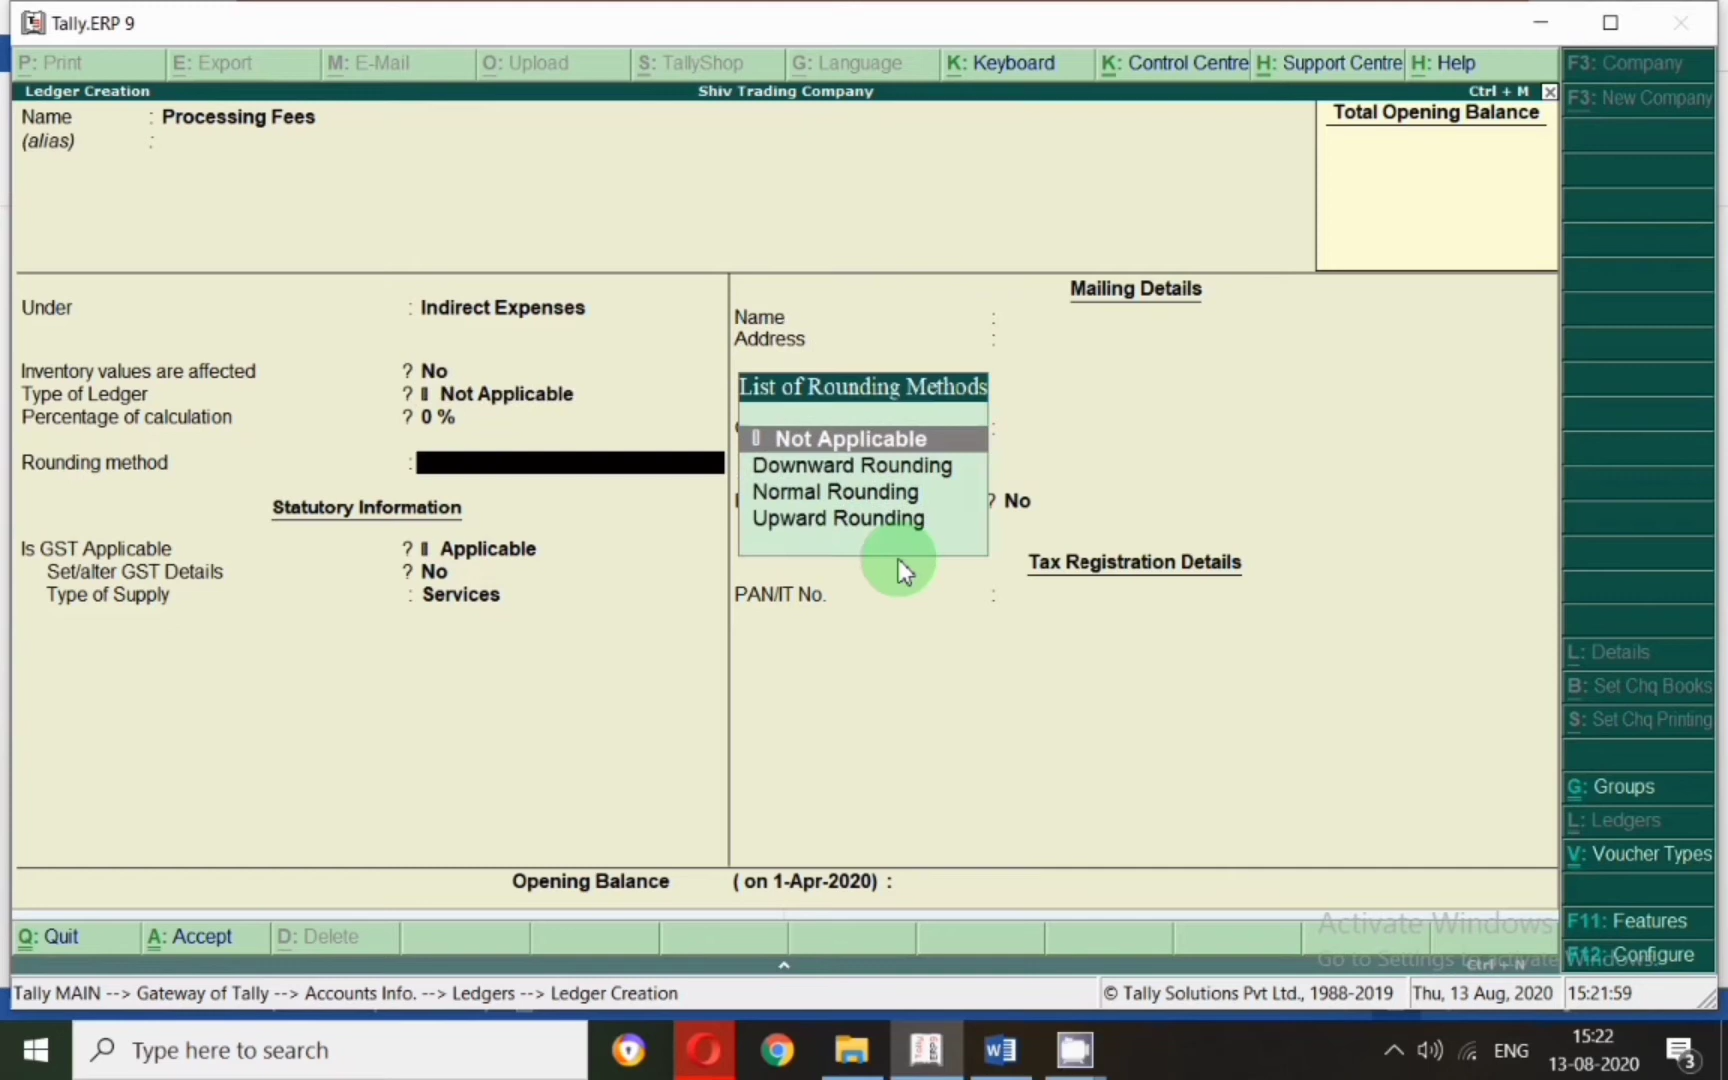 Tally.ERP 9
P: Print E: Export M: E-Mail O: Upload S: TallyShop G: Language K: Keyboard K: Control Centre H: Support Centre H: Help F3: Company
Ledger Creation Shiv Trading Company Ctrl + M
F3: New Company
Name : Processing Fees
(alias) :
Total Opening Balance
Mailing Details
Under : Indirect Expenses
Name :
Address :
Inventory values are affected ? No
Type of Ledger ? Not Applicable
Percentage of calculation ? 0 %
Rounding method :
List of Rounding Methods
Not Applicable
Downward Rounding
Normal Rounding
Upward Rounding
? No
Statutory Information
Is GST Applicable ? Applicable
Set/alter GST Details ? No
Type of Supply : Services
Tax Registration Details
PAN/IT No. :
L: Details
B: Set Chq Books
S: Set Chq Printing
G: Groups
L: Ledgers
V: Voucher Types
Opening Balance ( on 1-Apr-2020) :
F11: Features
F12: Configure
Activate Windows
Go to Settings to activate Windows.
Q: Quit A: Accept D: Delete
Ctrl + N
Tally MAIN --> Gateway of Tally --> Accounts Info. --> Ledgers --> Ledger Creation © Tally Solutions Pvt Ltd., 1988-2019 Thu, 13 Aug, 2020 15:21:59
Type here to search
Tally ERP9
ENG
15:22
13-08-2020
3